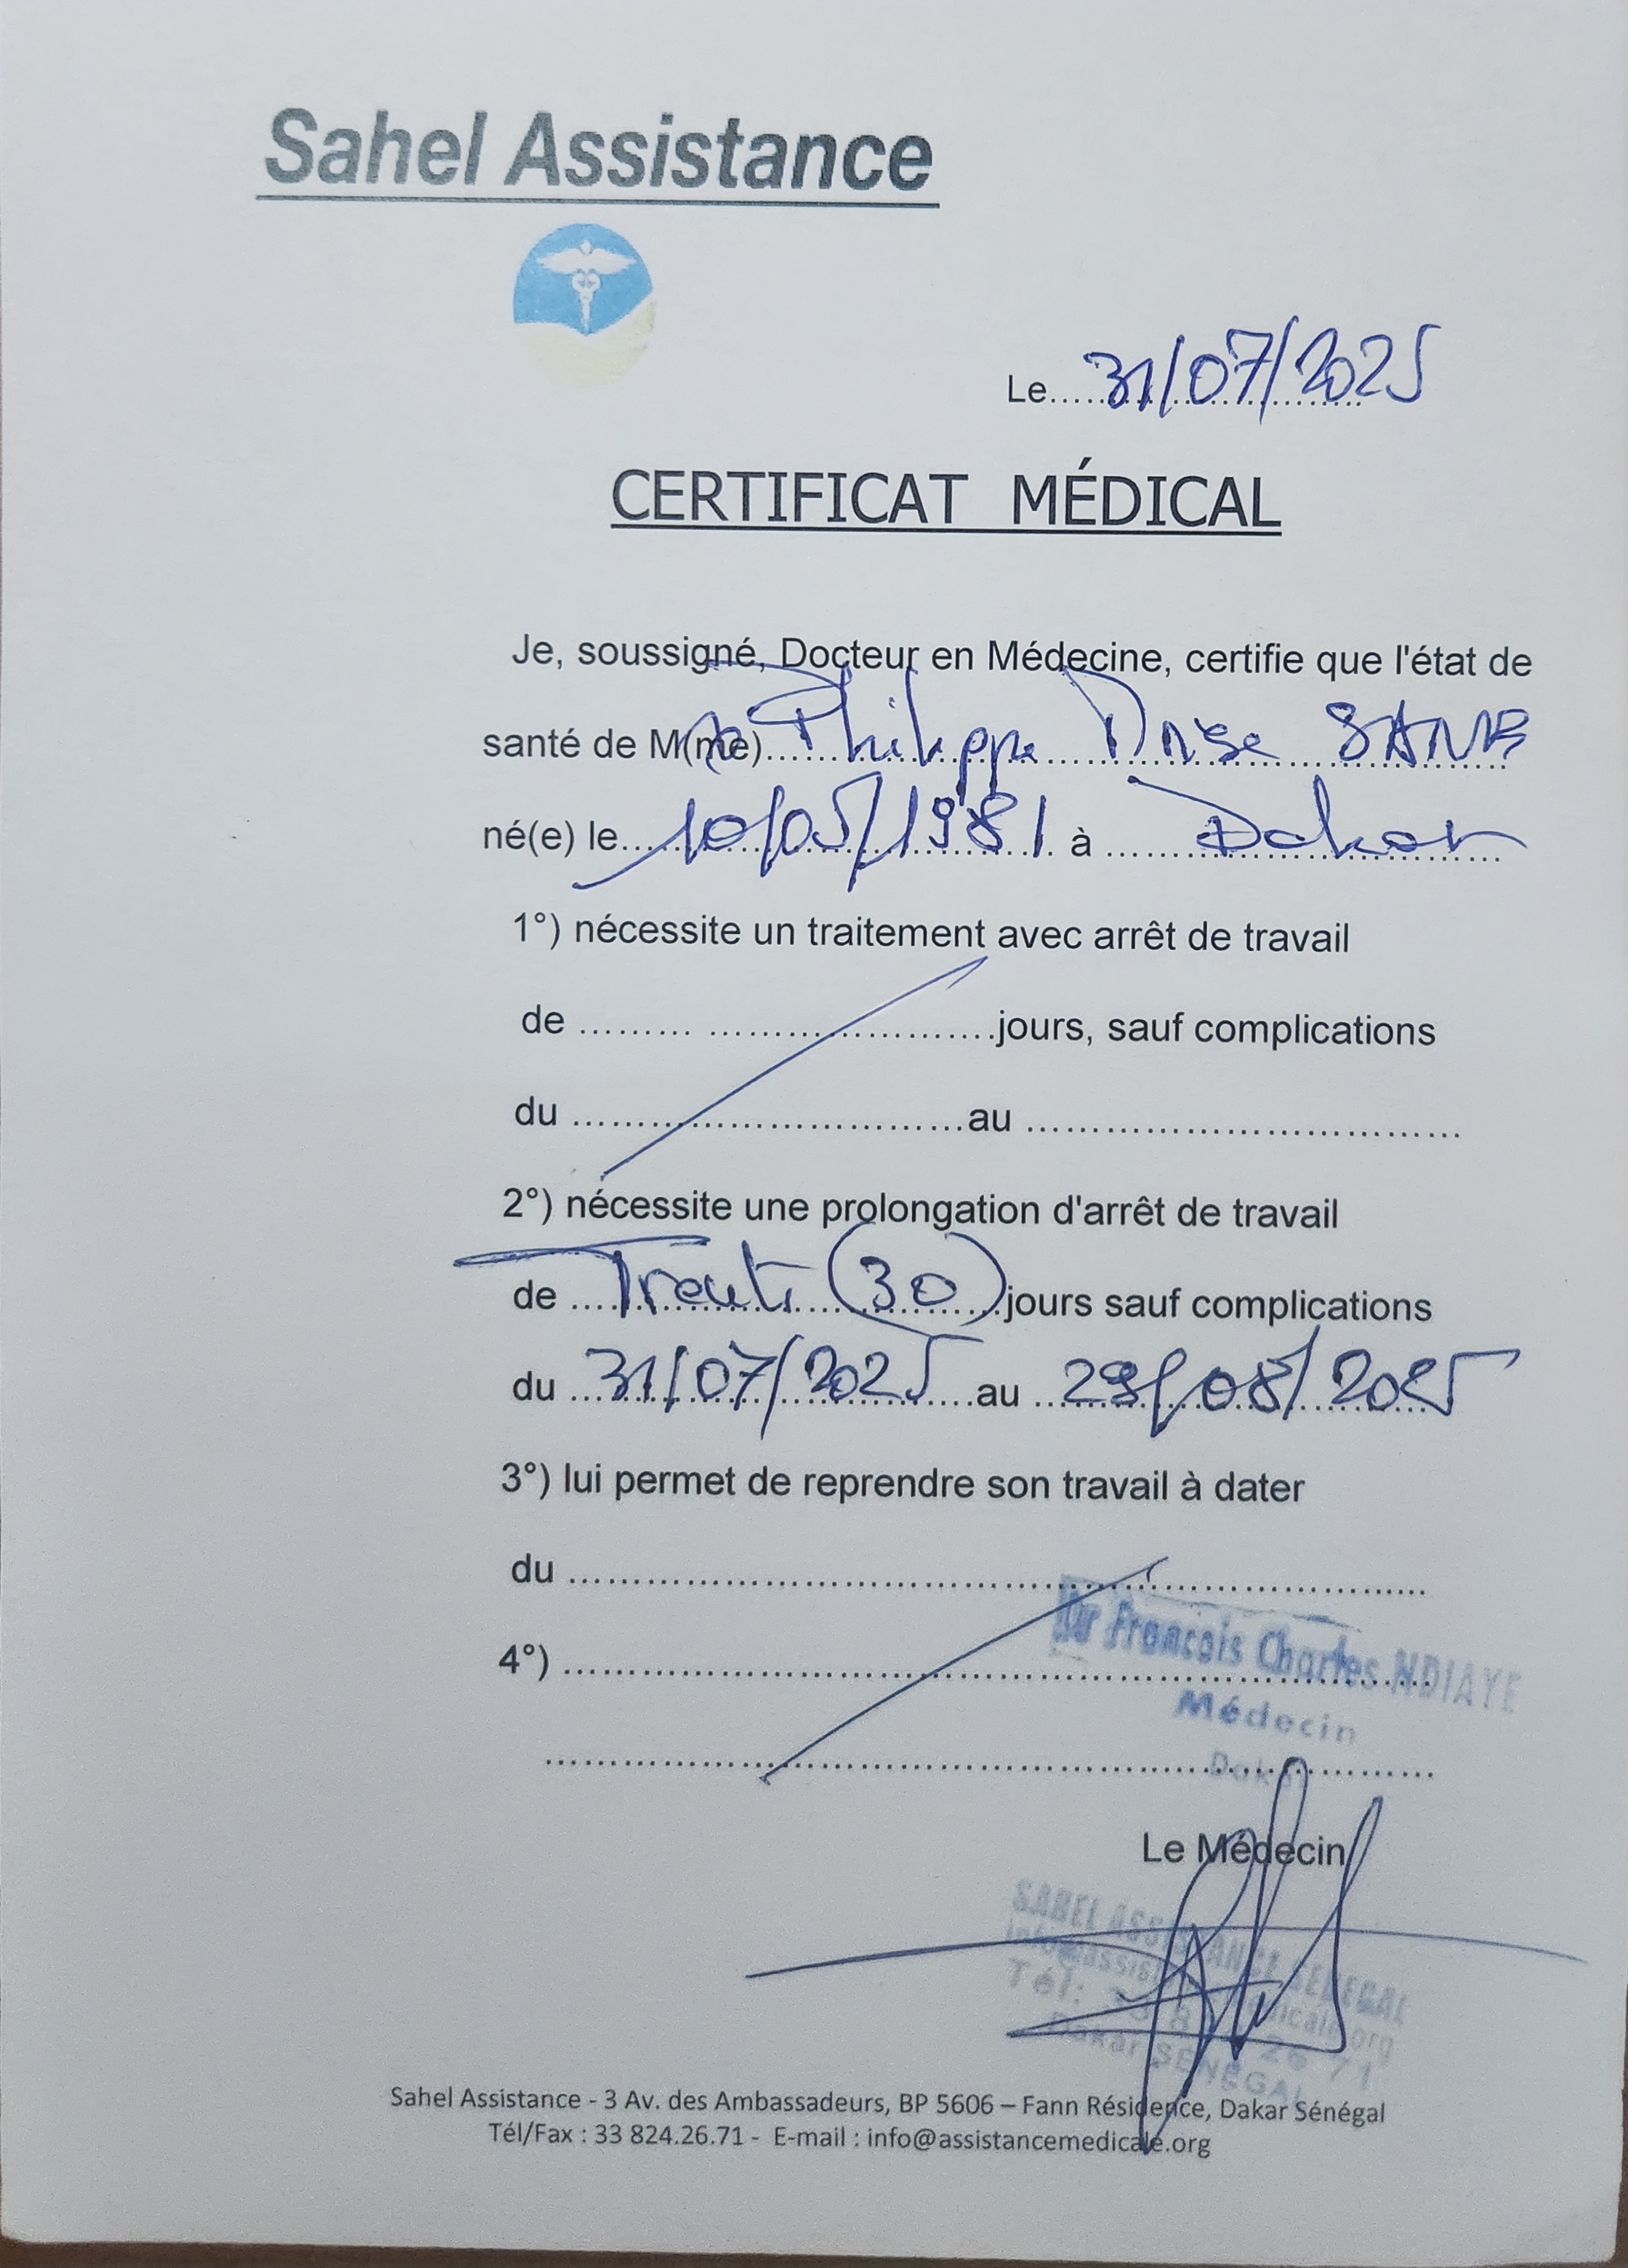 Sahel Assistance
Le.....31/07/2025
CERTIFICAT MÉDICAL
Je, soussigné, Docteur en Médecine, certifie que l'état de
santé de M(me)..... Philippe SANE
né(e) le.... 10/05/1981 à ..... Dakar
1°) nécessite un traitement avec arrêt de travail
de ......... ........................jours, sauf complications
du .................................au .....................................
2°) nécessite une prolongation d'arrêt de travail
de .... Trente (30) jours sauf complications
du ...31/07/2025....au ...29/08/2025
3°) lui permet de reprendre son travail à dater
du .........................................................................
Dr François Charles NDIAYE
4°) .........................................................................
Médecin
...........................................................................
Dakar
Le Médecin
SAHEL ASSISTANCE SENEGAL
Tél:
Dakar SENEGAL
Sahel Assistance - 3 Av. des Ambassadeurs, BP 5606 – Fann Résidence, Dakar Sénégal
Tél/Fax : 33 824.26.71 - E-mail : info@assistancemedicale.org